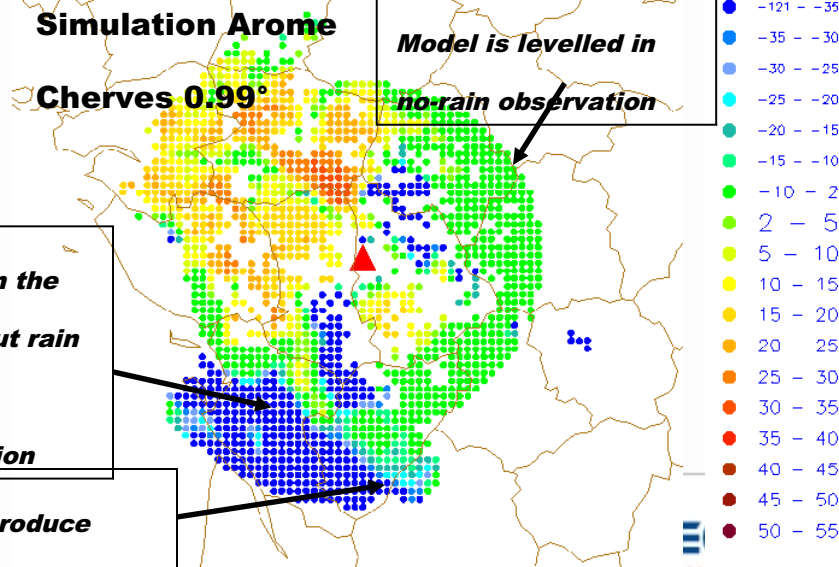 Simulation Arome
Cherves 0.99°
Model is levelled in
no-rain observation
n the
ut rain
ion
roduce
-121 - -35
-35 - -30
-30 - -25
-25 - -20
-20 - -15
-15 - -10
-10 - 2
2 - 5
5 - 10
10 - 15
15 - 20
20 25
25 - 30
30 - 35
35 - 40
40 - 45
45 - 50
50 - 55